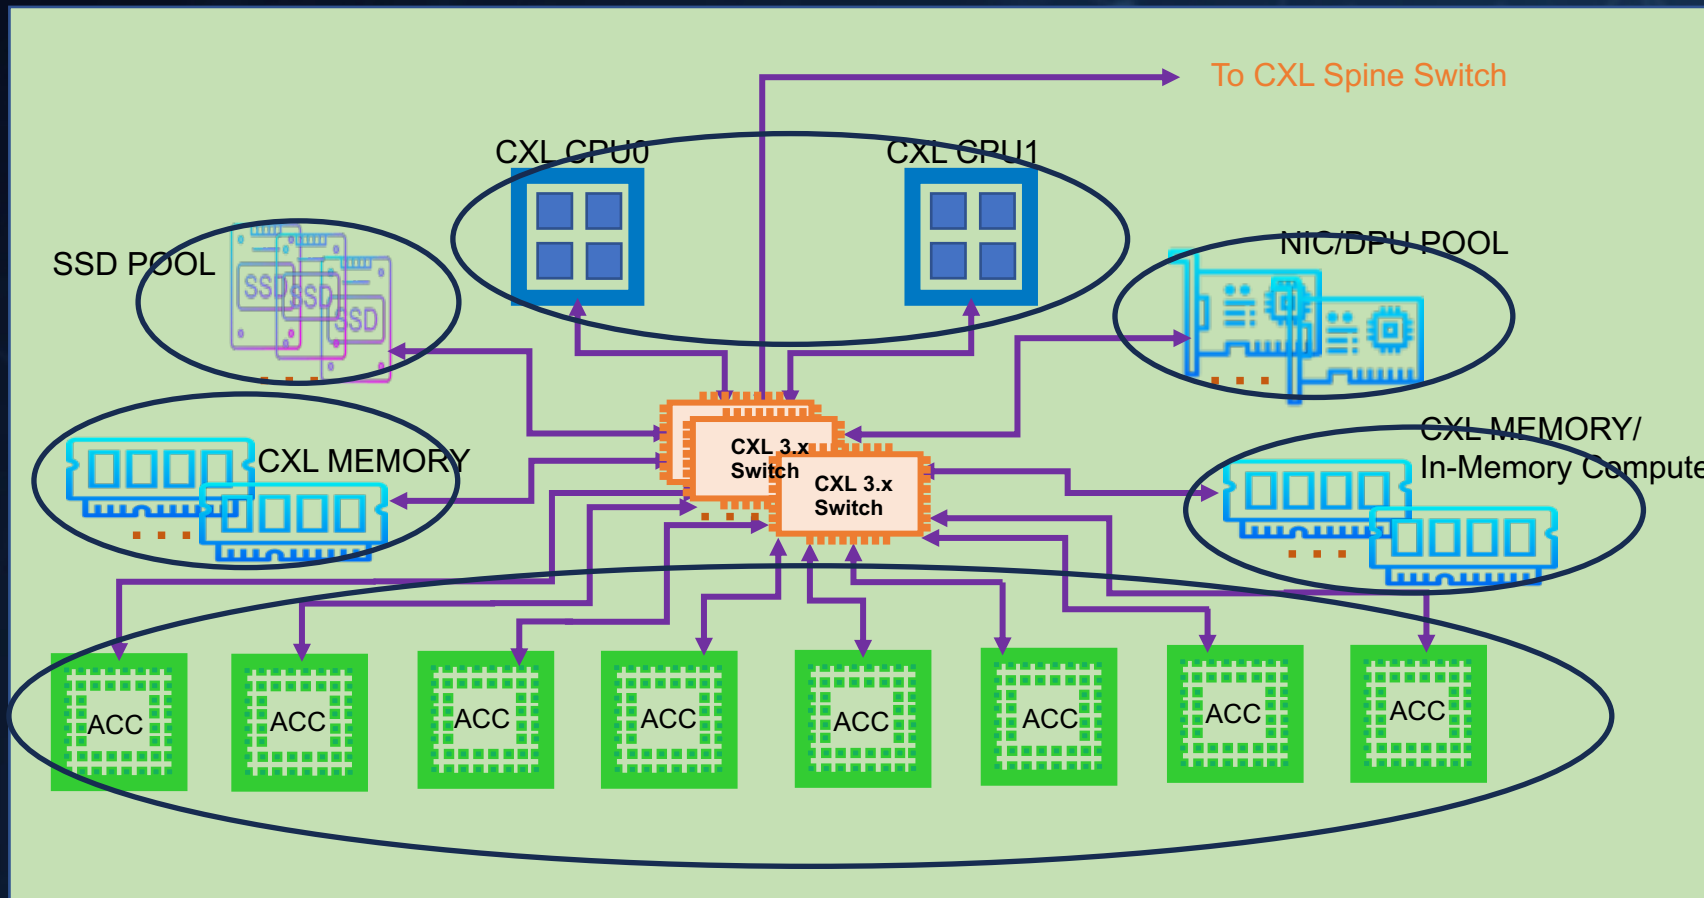 To CXL Spine Switch
CXL CPU0
CXL CPU1
SSD POOL
SSD
SSD
SSD
NIC/DPU POOL
CXL MEMORY
CXL MEMORY/
In-Memory Compute
CXL 3.x
Switch
CXL 3.x
Switch
ACC
ACC
ACC
ACC
ACC
ACC
ACC
ACC